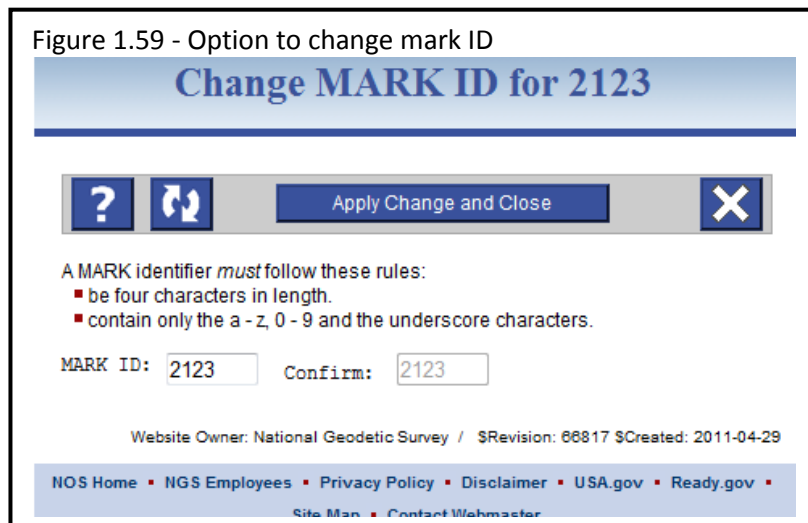 Figure 1.59 - Option to change mark ID
Change MARK ID for 2123
? Apply Change and Close X
A MARK identifier must follow these rules:
▪ be four characters in length.
▪ contain only the a - z, 0 - 9 and the underscore characters.
MARK ID: 2123 Confirm: 2123
Website Owner: National Geodetic Survey / $Revision: 66817 $Created: 2011-04-29
NOS Home ▪ NGS Employees ▪ Privacy Policy ▪ Disclaimer ▪ USA.gov ▪ Ready.gov ▪
Site Map ▪ Contact Webmaster